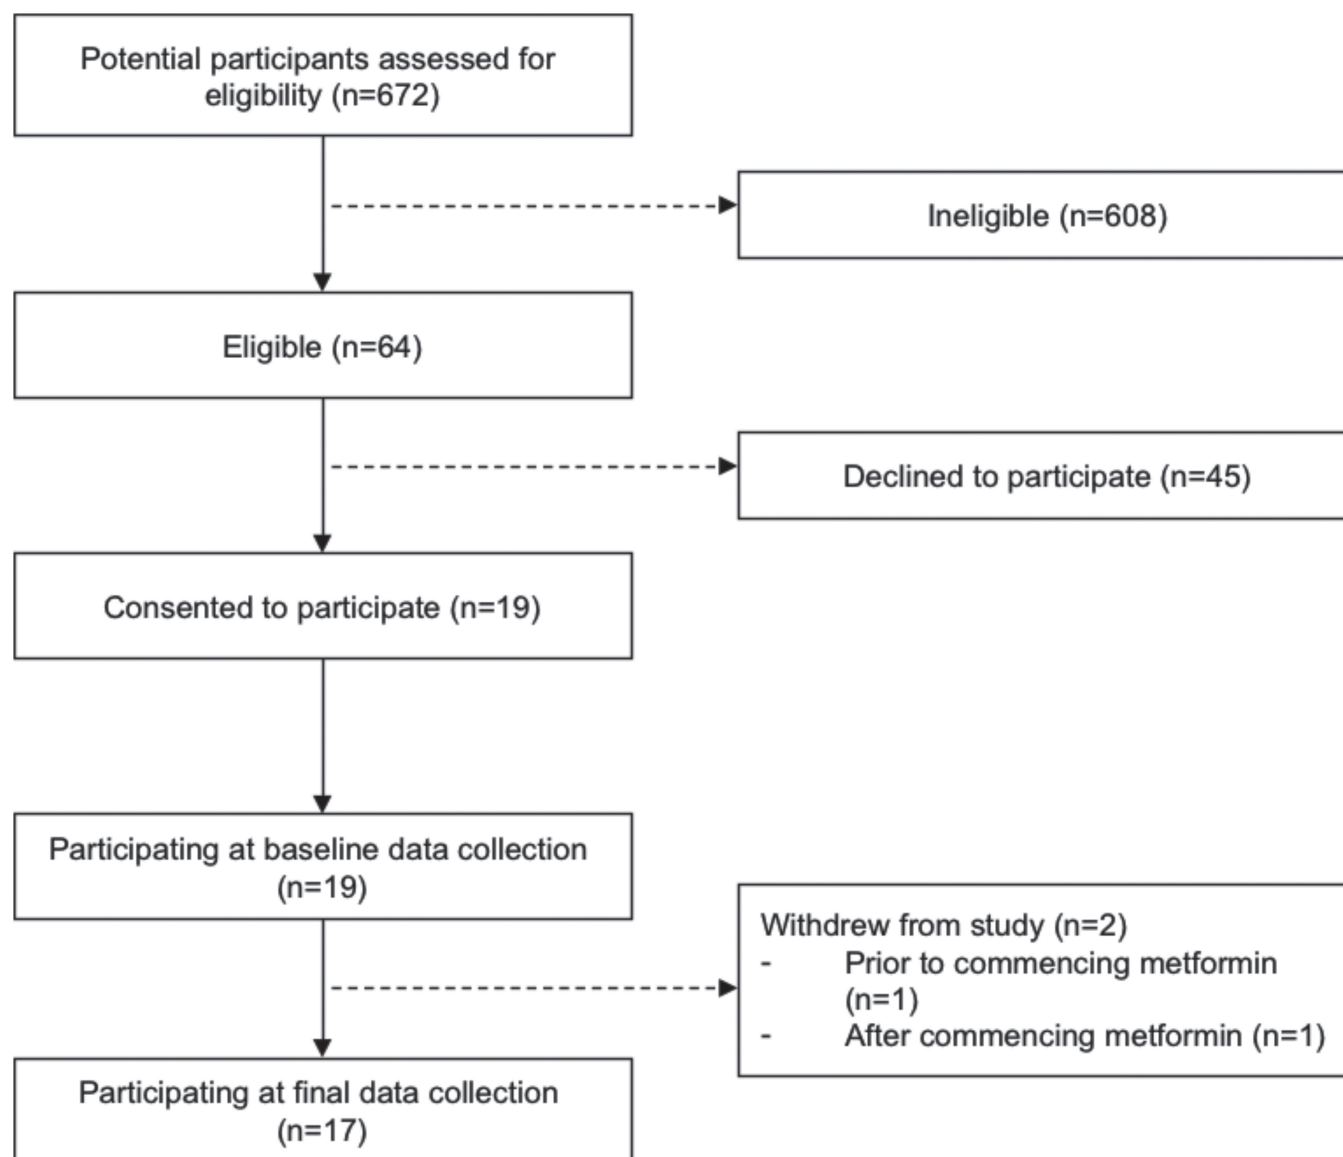 Potential participants assessed for
eligibility (n=672)
Ineligible (n=608)
Eligible (n=64)
Declined to participate (n=45)
Consented to participate (n=19)
Participating at baseline data collection
(n=19)
Withdrew from study (n=2)
- Prior to commencing metformin
(n=1)
- After commencing metformin (n=1)
Participating at final data collection
(n=17)